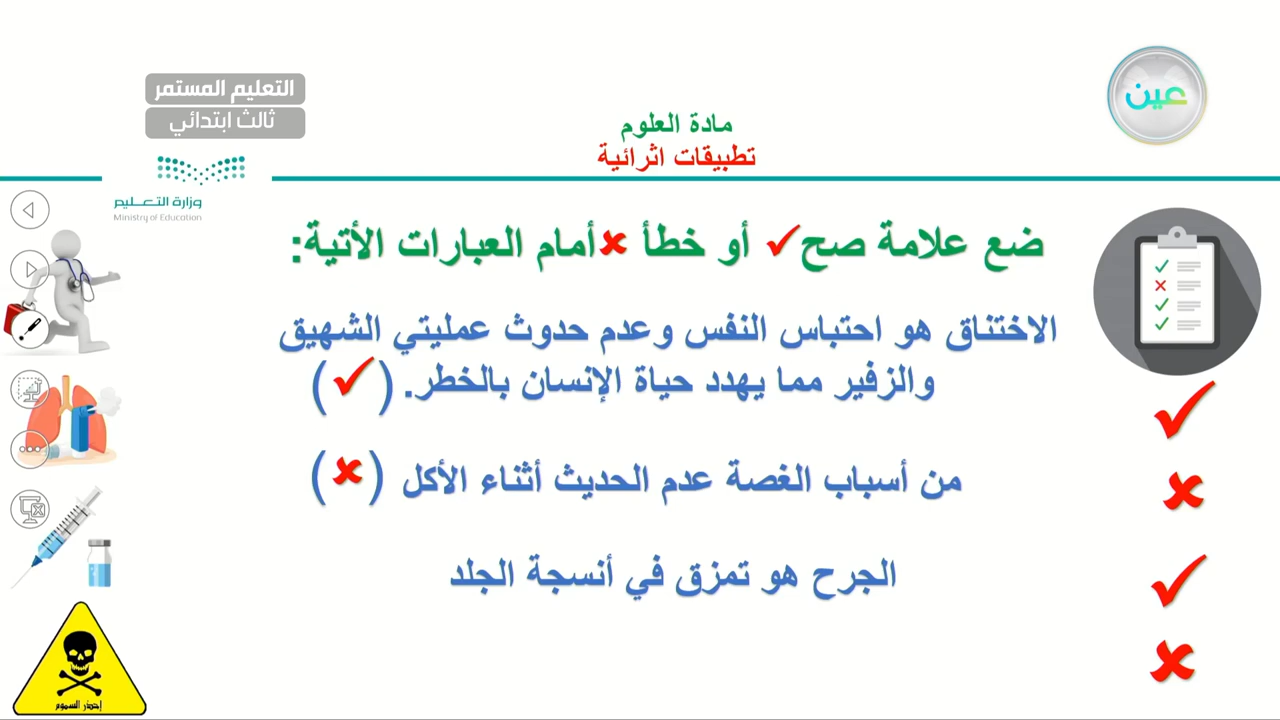 عين
التعليم المستمر
ثالث ابتدائي
مادة العلوم
تطبيقات اثرائية
وزارة التعـــليم
Ministry of Education
ضع علامة صح✓ أو خطأ ✘أمام العبارات الأتية:
الاختناق هو احتباس النفس وعدم حدوث عمليتي الشهيق
والزفير مما يهدد حياة الإنسان بالخطر. (✓)
من أسباب الغصة عدم الحديث أثناء الأكل (✘)
الجرح هو تمزق في أنسجة الجلد
إحذر السموم